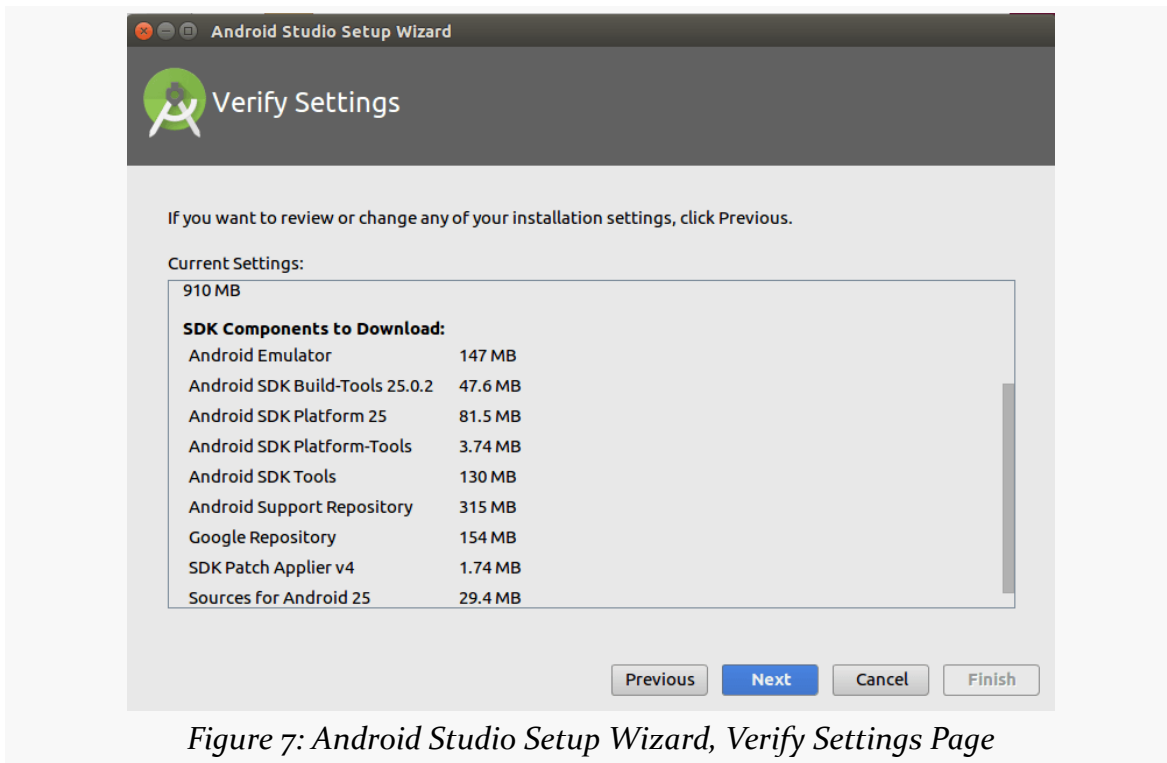 Android Studio Setup Wizard
Verify Settings
If you want to review or change any of your installation settings, click Previous.
Current Settings:
910 MB
SDK Components to Download:
Android Emulator 147 MB
Android SDK Build-Tools 25.0.2 47.6 MB
Android SDK Platform 25 81.5 MB
Android SDK Platform-Tools 3.74 MB
Android SDK Tools 130 MB
Android Support Repository 315 MB
Google Repository 154 MB
SDK Patch Applier v4 1.74 MB
Sources for Android 25 29.4 MB
Previous Next Cancel Finish
Figure 7: Android Studio Setup Wizard, Verify Settings Page